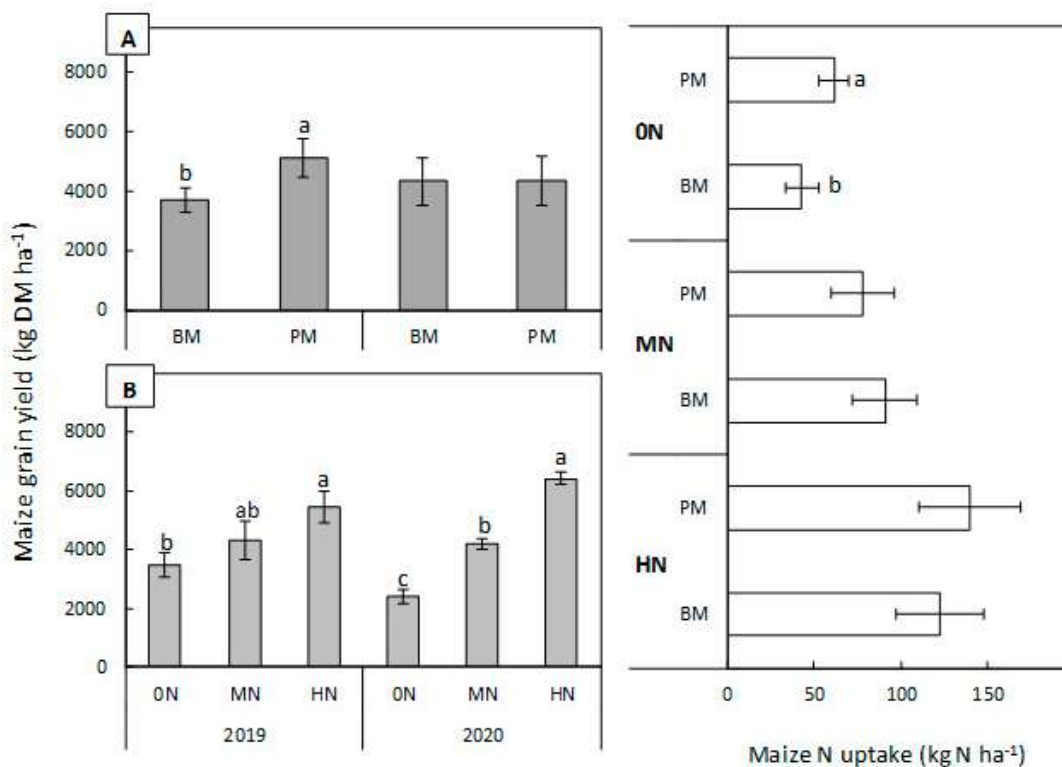 Maize grain yield (kg DM ha⁻¹)
A
8000
6000
4000
2000
0
b
a
BM
PM
BM
PM
B
8000
6000
4000
2000
0
b
ab
a
c
b
a
0N
MN
HN
0N
MN
HN
2019
2020
0N
PM
a
BM
b
MN
PM
BM
HN
PM
BM
0
50
100
150
Maize N uptake (kg N ha⁻¹)